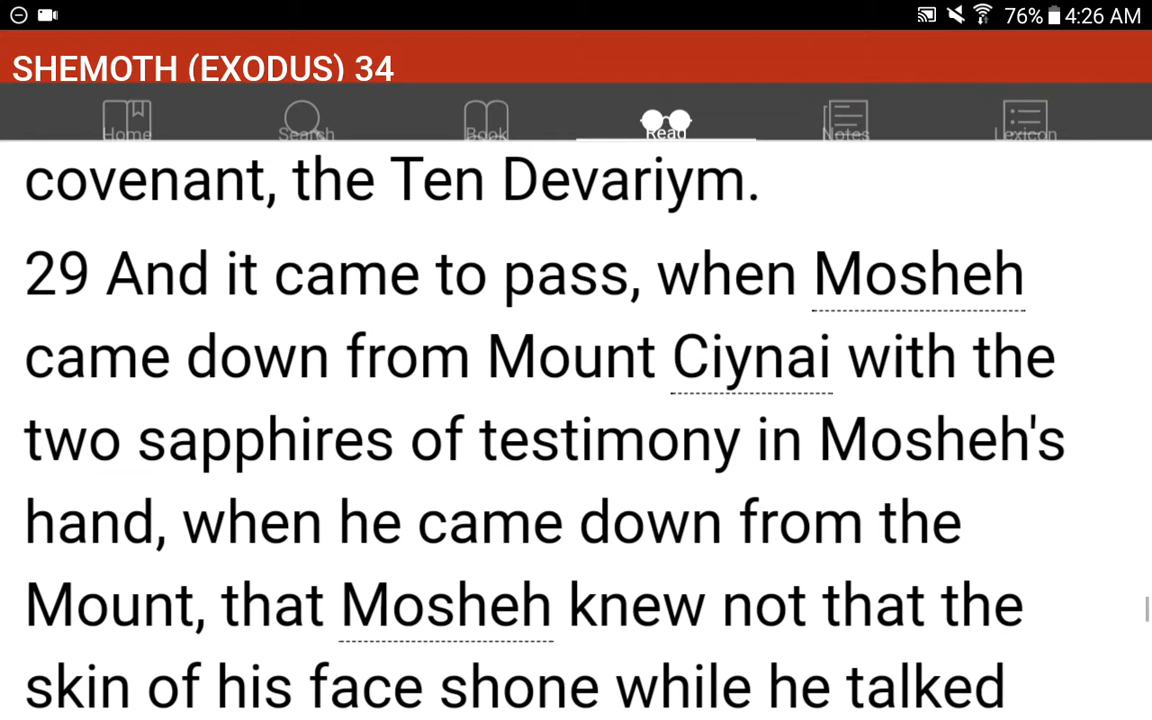 76% 4:26 AM
SHEMOTH (EXODUS) 34
Home Search Book Read Notes Lexicon
covenant, the Ten Devariym.
29 And it came to pass, when Mosheh
came down from Mount Ciynai with the
two sapphires of testimony in Mosheh's
hand, when he came down from the
Mount, that Mosheh knew not that the
skin of his face shone while he talked